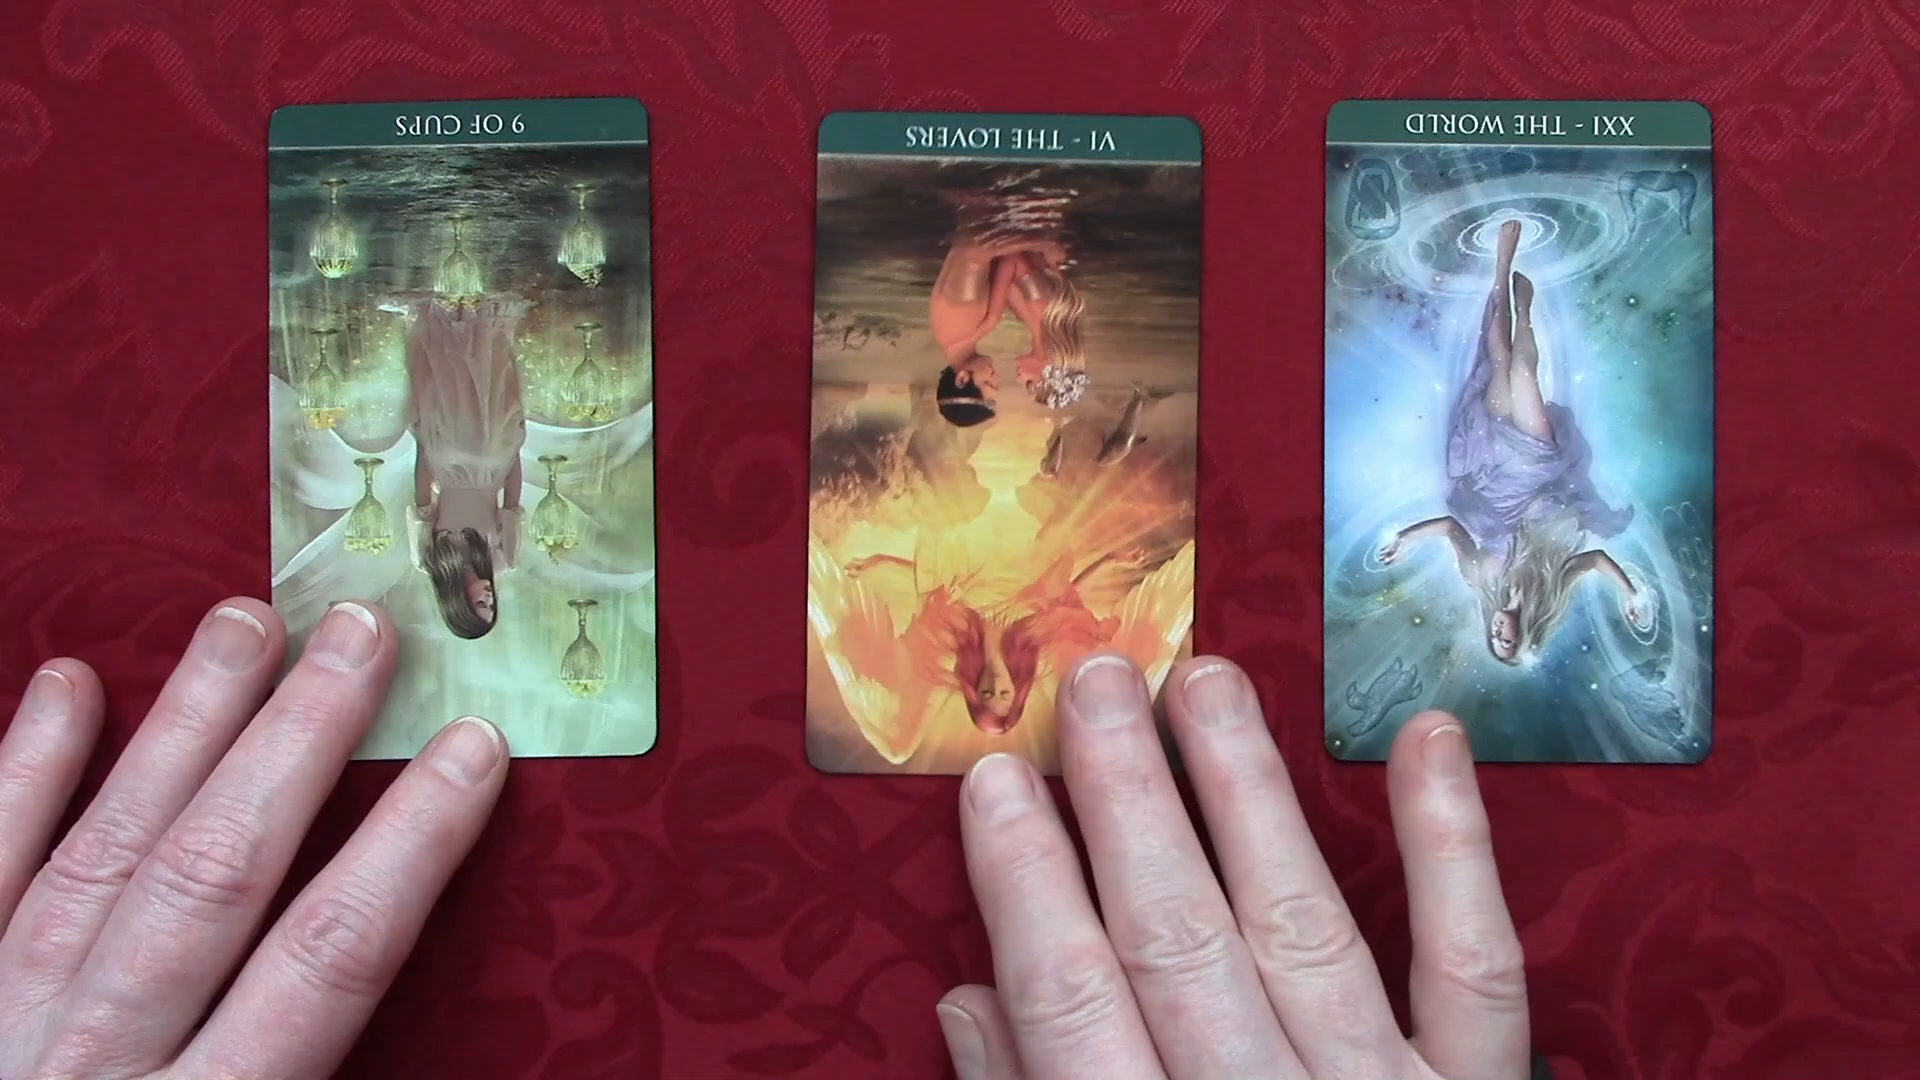 9 OF CUPS
VI - THE LOVERS
XXI - THE WORLD